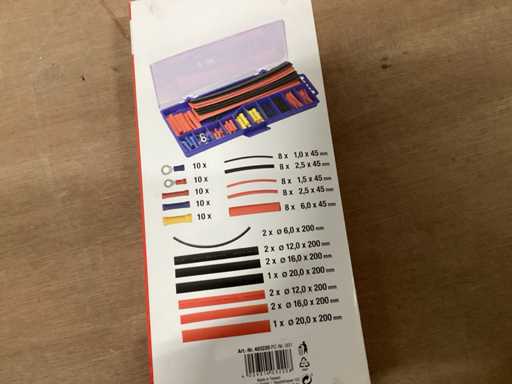 10 x
10 x
10 x
10 x
10 x
8 x 1,0 x 45 mm
8 x 2,5 x 45 mm
8 x 1,5 x 45 mm
8 x 2,5 x 45 mm
8 x 6,0 x 45 mm
2 x ø 6,0 x 200 mm
2 x ø 12,0 x 200 mm
2 x ø 16,0 x 200 mm
1 x ø 20,0 x 200 mm
2 x ø 12,0 x 200 mm
2 x ø 16,0 x 200 mm
1 x ø 20,0 x 200 mm
Made in Taiwan